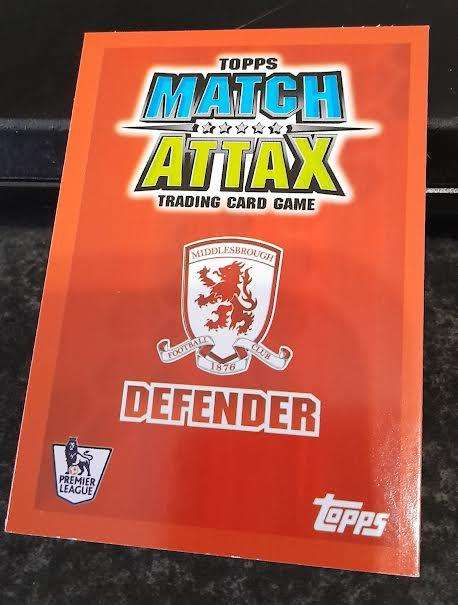 TOPPS
MATCH
ATTAX
TRADING CARD GAME
MIDDLESBROUGH
FOOTBALL CLUB
1876
DEFENDER
PREMIER
LEAGUE
Topps